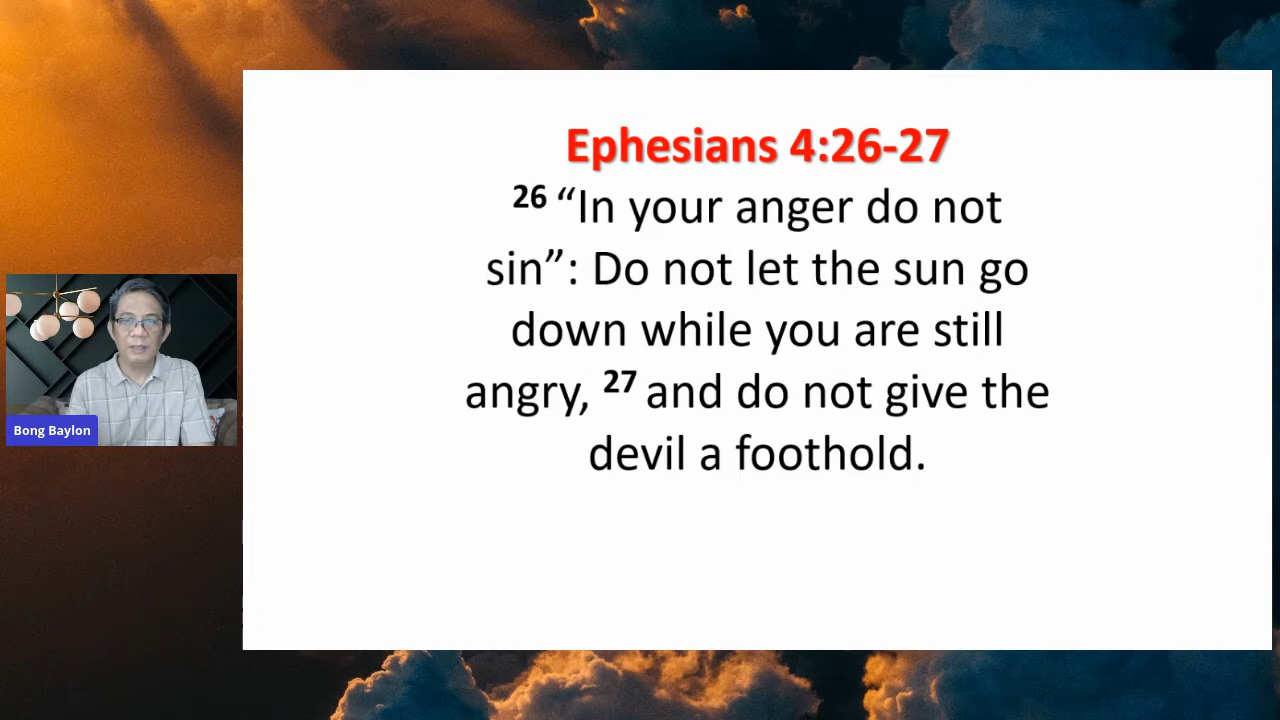 Ephesians 4:26-27
26 “In your anger do not
sin”: Do not let the sun go
down while you are still
angry, 27 and do not give the
devil a foothold.
Bong Baylon